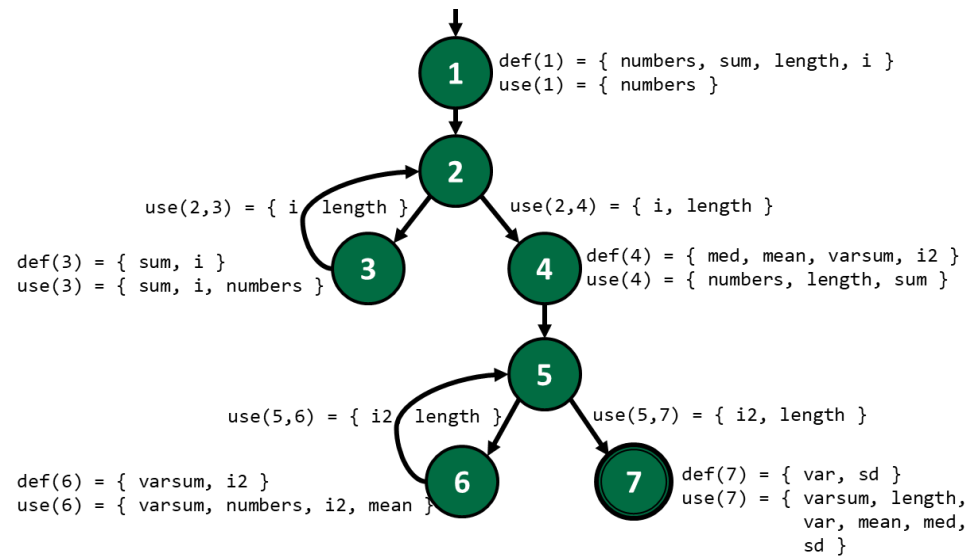 1
def(1) = { numbers, sum, length, i }
use(1) = { numbers }
2
use(2,3) = { i, length }
use(2,4) = { i, length }
3
def(3) = { sum, i }
use(3) = { sum, i, numbers }
4
def(4) = { med, mean, varsum, i2 }
use(4) = { numbers, length, sum }
5
use(5,6) = { i2, length }
use(5,7) = { i2, length }
6
def(6) = { varsum, i2 }
use(6) = { varsum, numbers, i2, mean }
7
def(7) = { var, sd }
use(7) = { varsum, length,
var, mean, med,
sd }